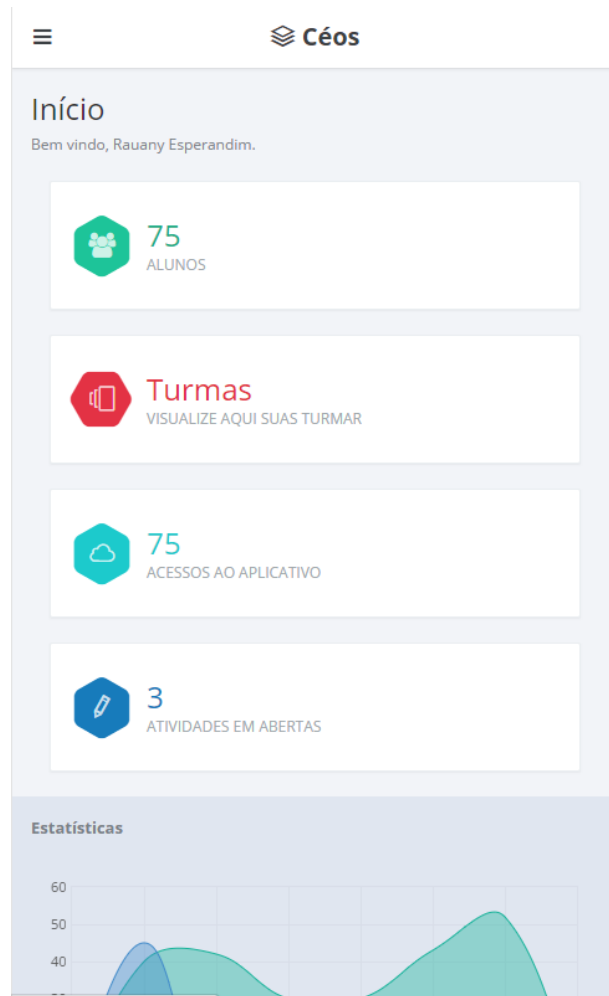 Céos
Início
Bem vindo, Rauany Esperandim.
75
ALUNOS
Turmas
VISUALIZE AQUI SUAS TURMAR
75
ACESSOS AO APLICATIVO
3
ATIVIDADES EM ABERTAS
Estatísticas
60
50
40